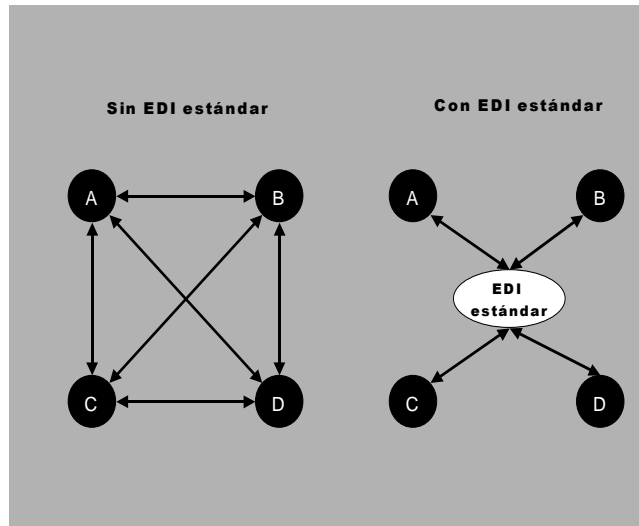 Sin EDI estándar
A
B
C
D
Con EDI estándar
A
B
EDI
estándar
C
D